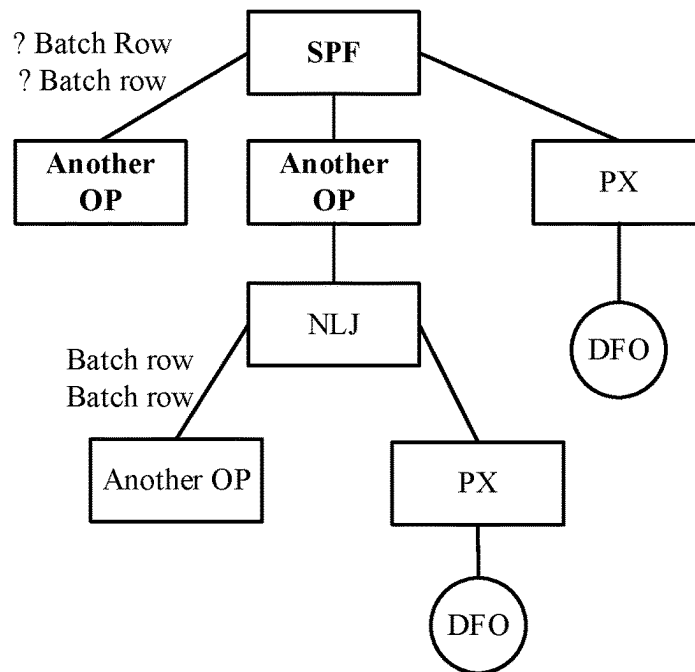 ? Batch Row
? Batch row
SPF
Another
OP
Another
OP
PX
NLJ
DFO
Batch row
Batch row
Another OP
PX
DFO